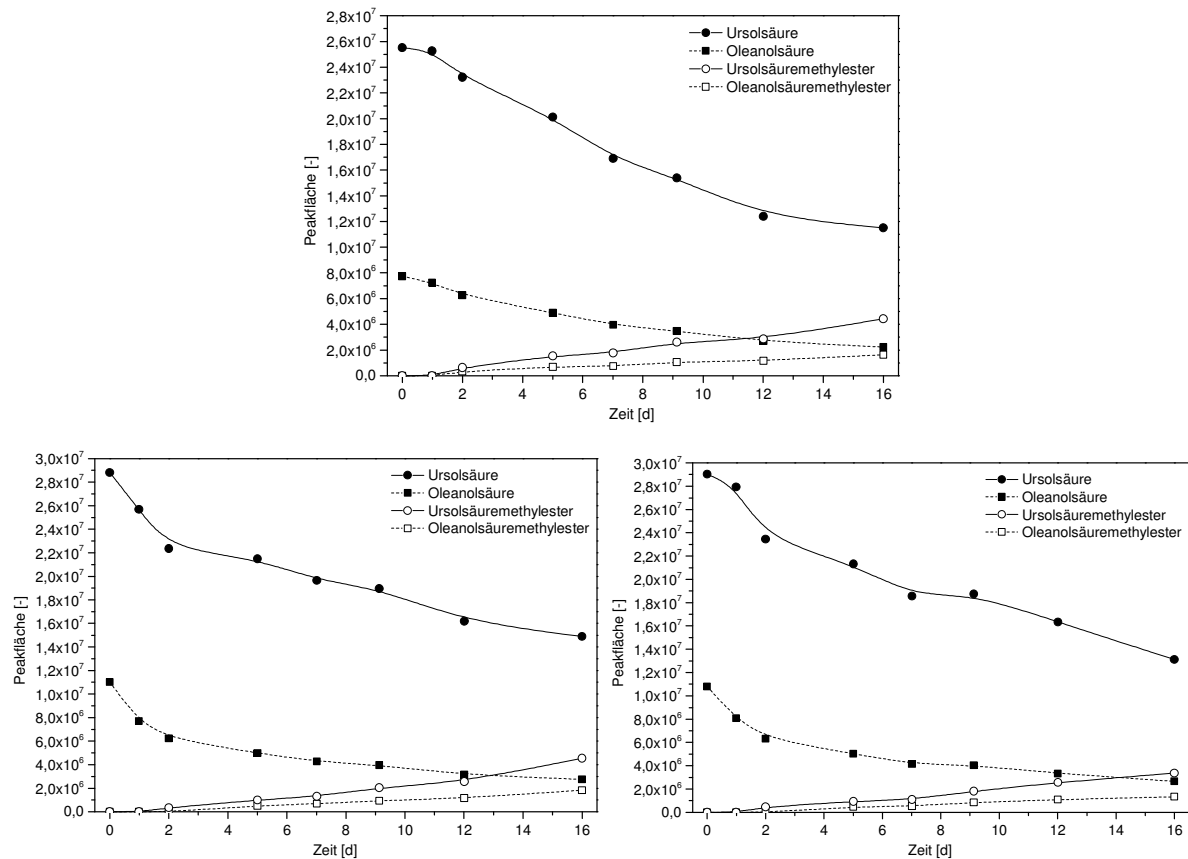 2,8x10⁷
2,6x10⁷
2,4x10⁷
2,2x10⁷
2,0x10⁷
1,8x10⁷
1,6x10⁷
1,4x10⁷
1,2x10⁷
1,0x10⁷
8,0x10⁶
6,0x10⁶
4,0x10⁶
2,0x10⁶
0,0
Peakfläche [-]
Ursolsäure
Oleanolsäure
Ursolsäuremethylester
Oleanolsäuremethylester
0 2 4 6 8 10 12 14 16
Zeit [d]
3,0x10⁷
2,8x10⁷
2,6x10⁷
2,4x10⁷
2,2x10⁷
2,0x10⁷
1,8x10⁷
1,6x10⁷
1,4x10⁷
1,2x10⁷
1,0x10⁷
8,0x10⁶
6,0x10⁶
4,0x10⁶
2,0x10⁶
0,0
Peakfläche [-]
Ursolsäure
Oleanolsäure
Ursolsäuremethylester
Oleanolsäuremethylester
0 2 4 6 8 10 12 14 16
Zeit [d]
3,0x10⁷
2,8x10⁷
2,6x10⁷
2,4x10⁷
2,2x10⁷
2,0x10⁷
1,8x10⁷
1,6x10⁷
1,4x10⁷
1,2x10⁷
1,0x10⁷
8,0x10⁶
6,0x10⁶
4,0x10⁶
2,0x10⁶
0,0
Peakfläche [-]
Ursolsäure
Oleanolsäure
Ursolsäuremethylester
Oleanolsäuremethylester
0 2 4 6 8 10 12 14 16
Zeit [d]